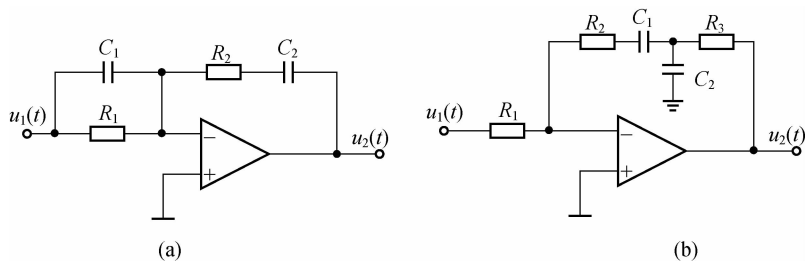 C₁
R₂
C₂
u₁(t)
R₁
−
+
u₂(t)
(a)
R₂
C₁
R₃
C₂
u₁(t)
R₁
−
+
u₂(t)
(b)